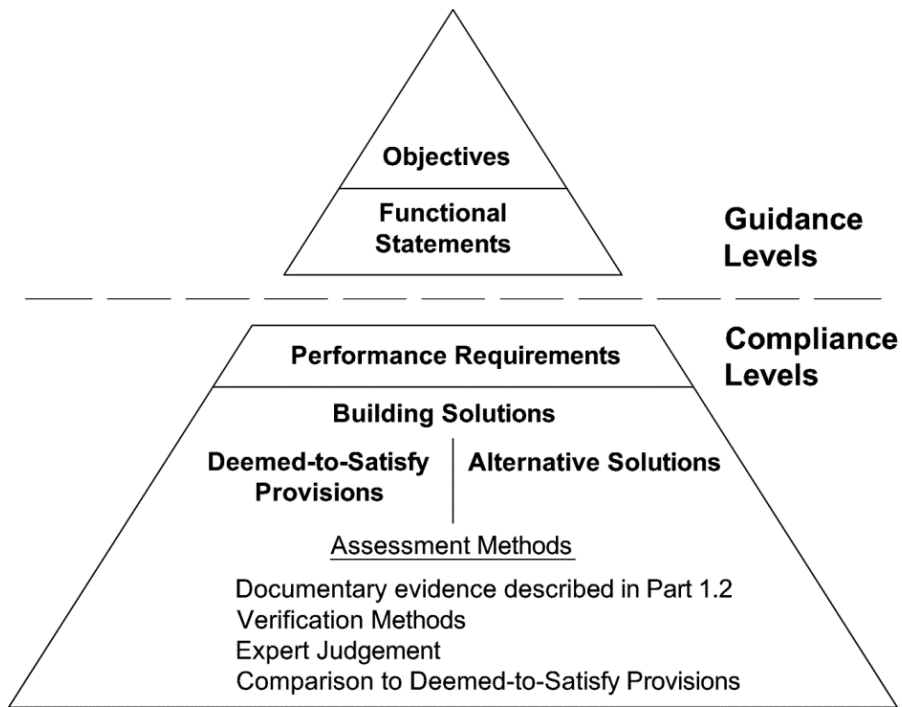 Objectives
Functional
Statements
Guidance
Levels
Compliance
Levels
Performance Requirements
Building Solutions
Deemed-to-Satisfy
Provisions
Alternative Solutions
Assessment Methods
Documentary evidence described in Part 1.2
Verification Methods
Expert Judgement
Comparison to Deemed-to-Satisfy Provisions